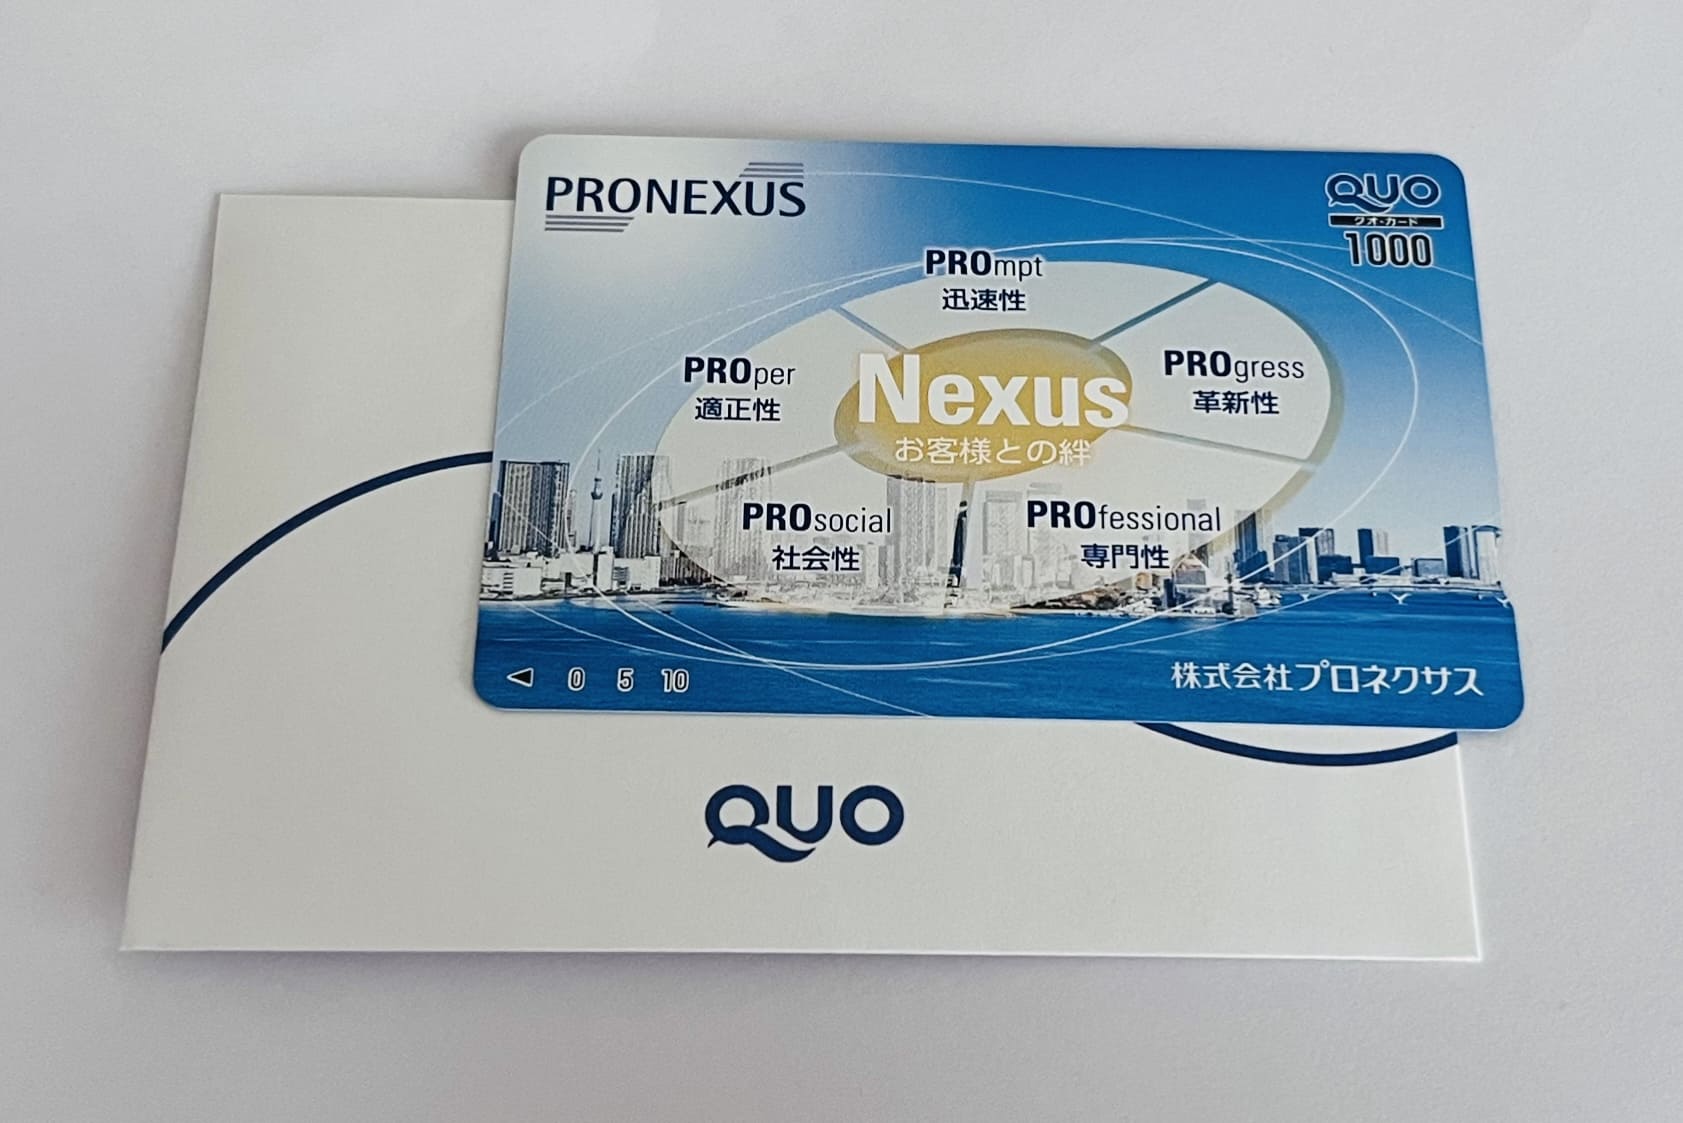 PRONEXUS
QUO
クオ・カード
1000
PROmpt
迅速性
PROper
適正性
PROgress
革新性
Nexus
お客様との絆
PROsocial
社会性
PROfessional
専門性
◀ 0 5 10
株式会社プロネクサス
QUO